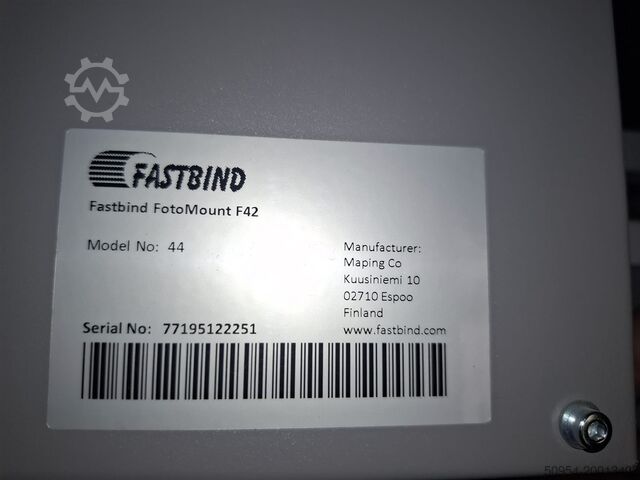 FASTBIND
Fastbind FotoMount F42
Model No: 44
Manufacturer:
Maping Co
Kuusiniemi 10
02710 Espoo
Finland
www.fastbind.com
Serial No: 77195122251